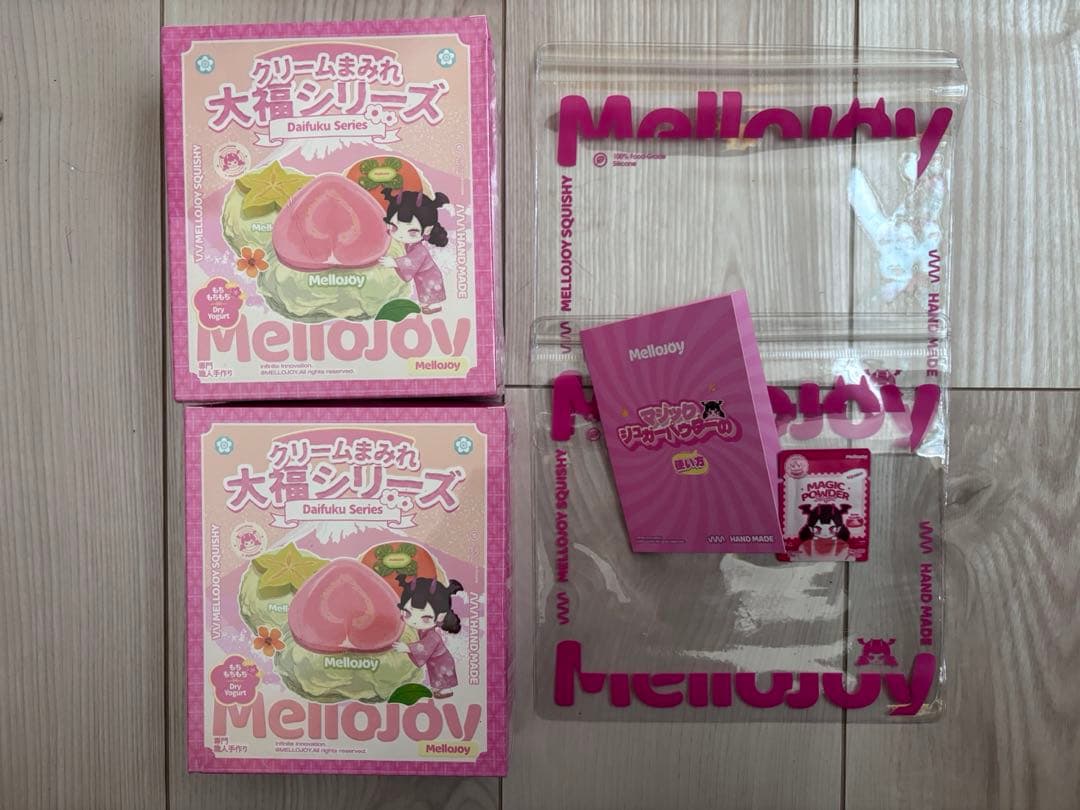 クリームまみれ
大福シリーズ
Daifuku Series
MELLOJOY SQUISHY
HAND MADE
MelloJoy
もち
もちもち
Dry
Yogurt
MelloJOY
専門
職人手作り
Infinite Innovation.
@MELLOJOY.All rights reserved.
MelloJoy
クリームまみれ
大福シリーズ
Daifuku Series
MELLOJOY SQUISHY
HAND MADE
MelloJoy
もち
もちもち
Dry
Yogurt
MelloJOY
専門
職人手作り
Infinite Innovation.
@MELLOJOY.All rights reserved.
MelloJoy
MelloJoy
100% Food-Grade
Silicone
MELLOJOY SQUISHY
HAND MADE
MelloJoy
マジック
シュガーパウダーの
使い方
HAND MADE
MelloJoy
MAGIC
POWDER
MELLOJOY SQUISHY
HAND MADE
MelloJoy